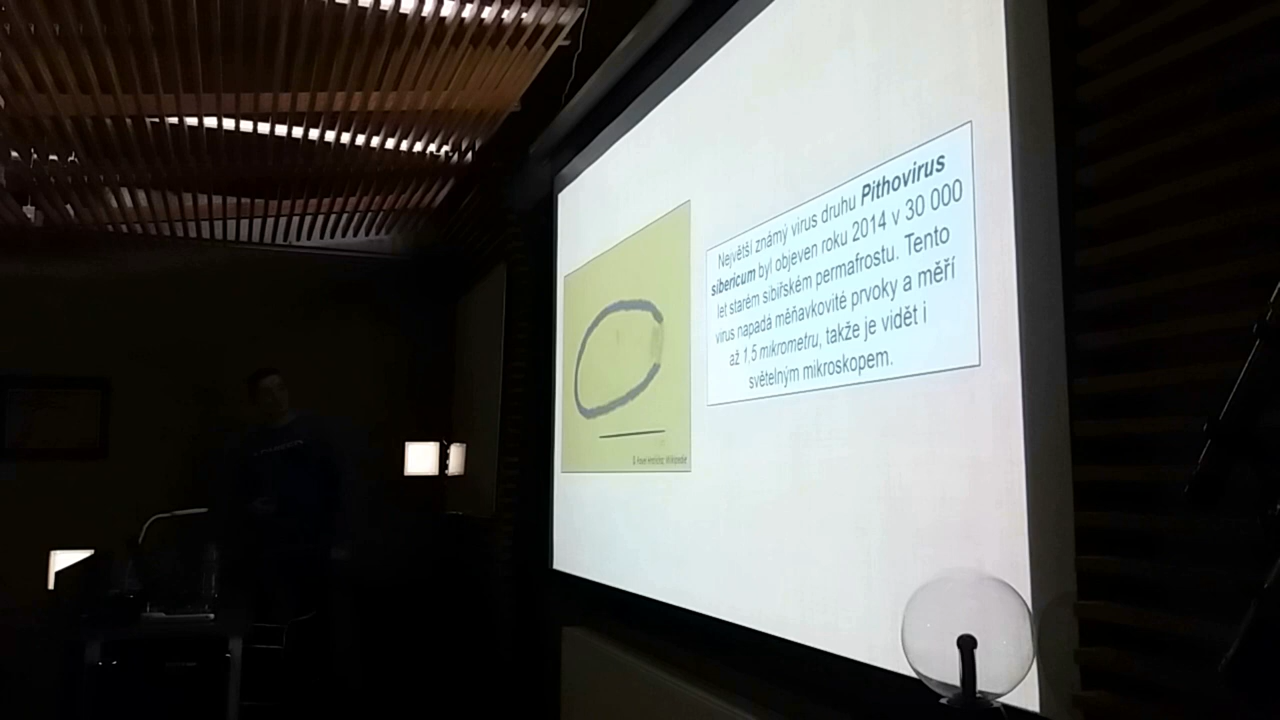 Největší známý virus druhu Pithovirus
sibericum byl objeven roku 2014 v 30 000
let starém sibiřském permafrostu. Tento
virus napadá měňavkovité prvoky a měří
až 1,5 mikrometru, takže je vidět i
světelným mikroskopem.